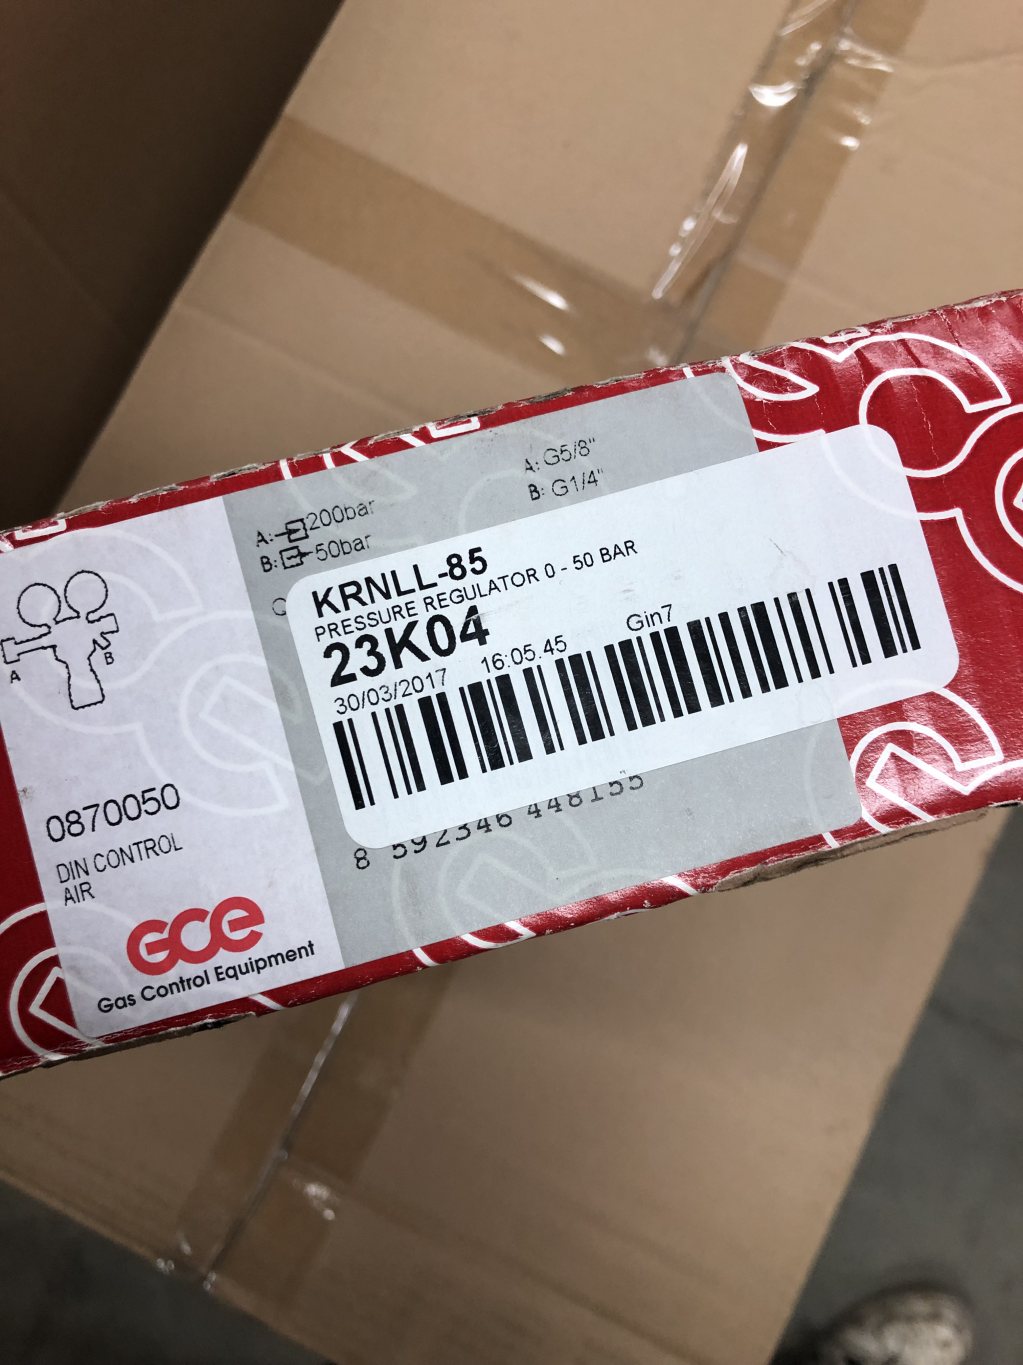 A: 200bar
B: 50bar
A: G5/8"
B: G1/4"
KRNLL-85
PRESSURE REGULATOR 0 - 50 BAR
23K04
30/03/2017 16:05.45 Gin7
8 592346 448155
A
B
0870050
DIN CONTROL
AIR
GCE
Gas Control Equipment